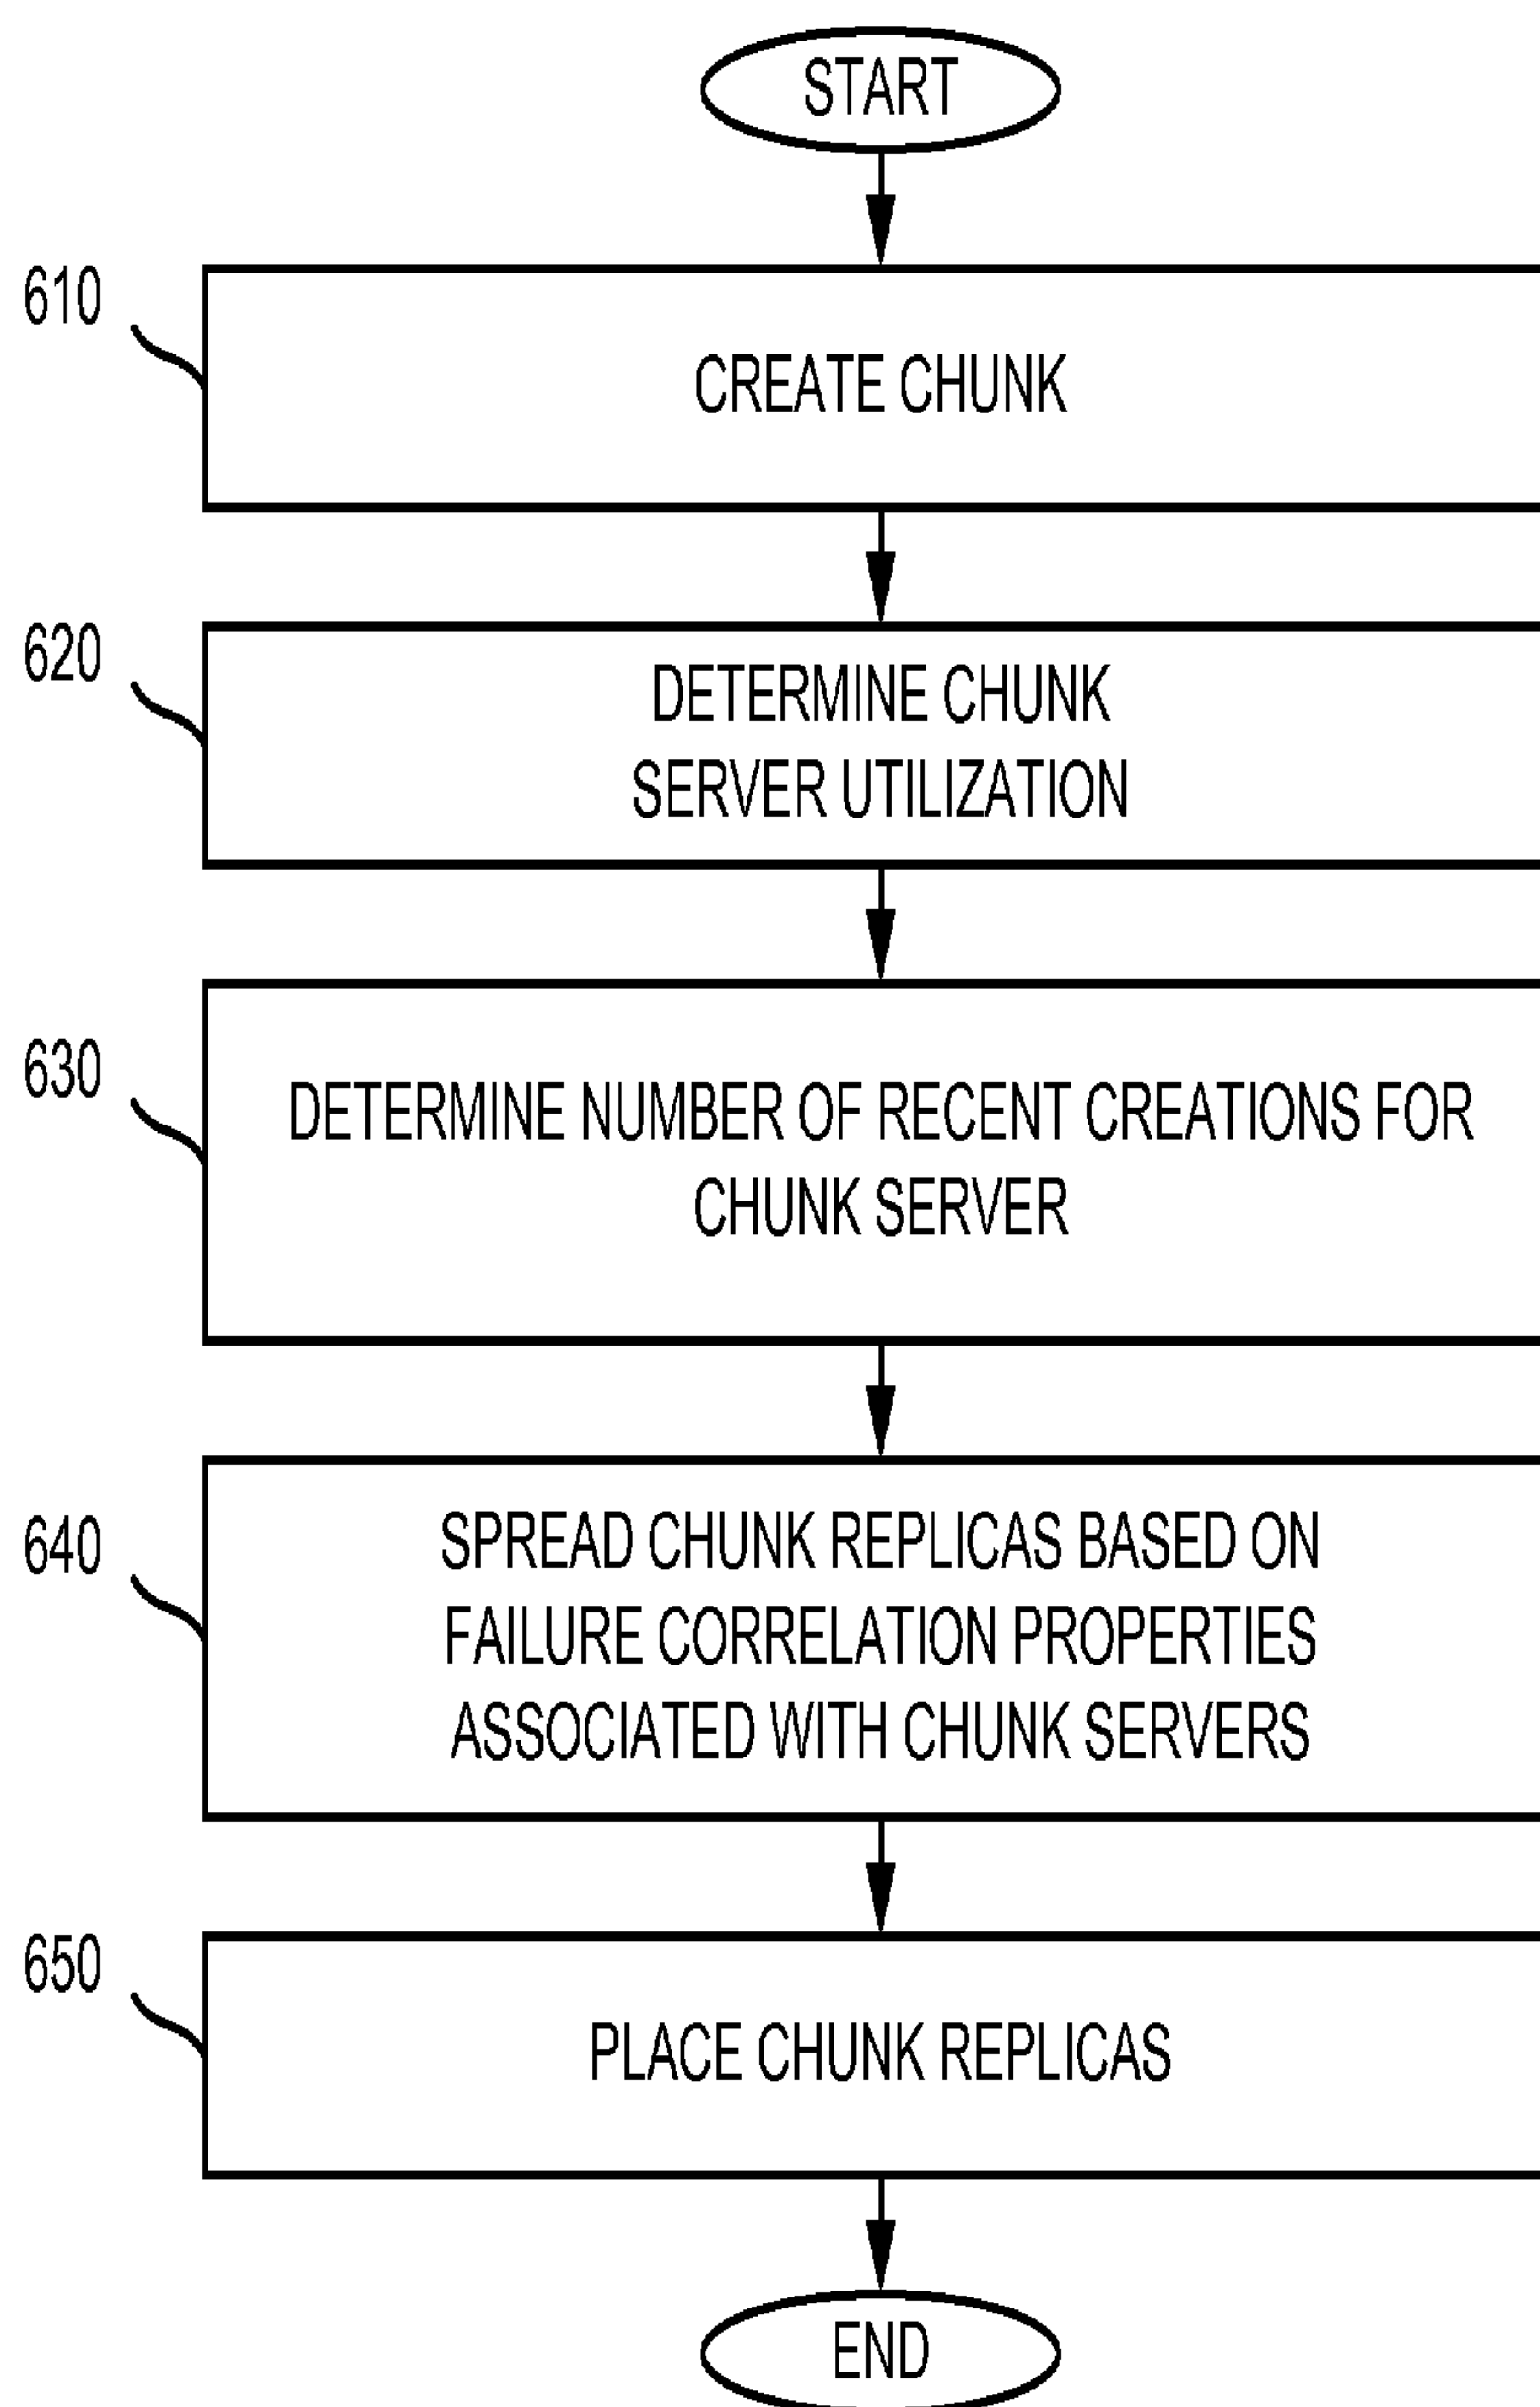 START
610
CREATE CHUNK
620
DETERMINE CHUNK
SERVER UTILIZATION
630
DETERMINE NUMBER OF RECENT CREATIONS FOR
CHUNK SERVER
640
SPREAD CHUNK REPLICAS BASED ON
FAILURE CORRELATION PROPERTIES
ASSOCIATED WITH CHUNK SERVERS
650
PLACE CHUNK REPLICAS
END